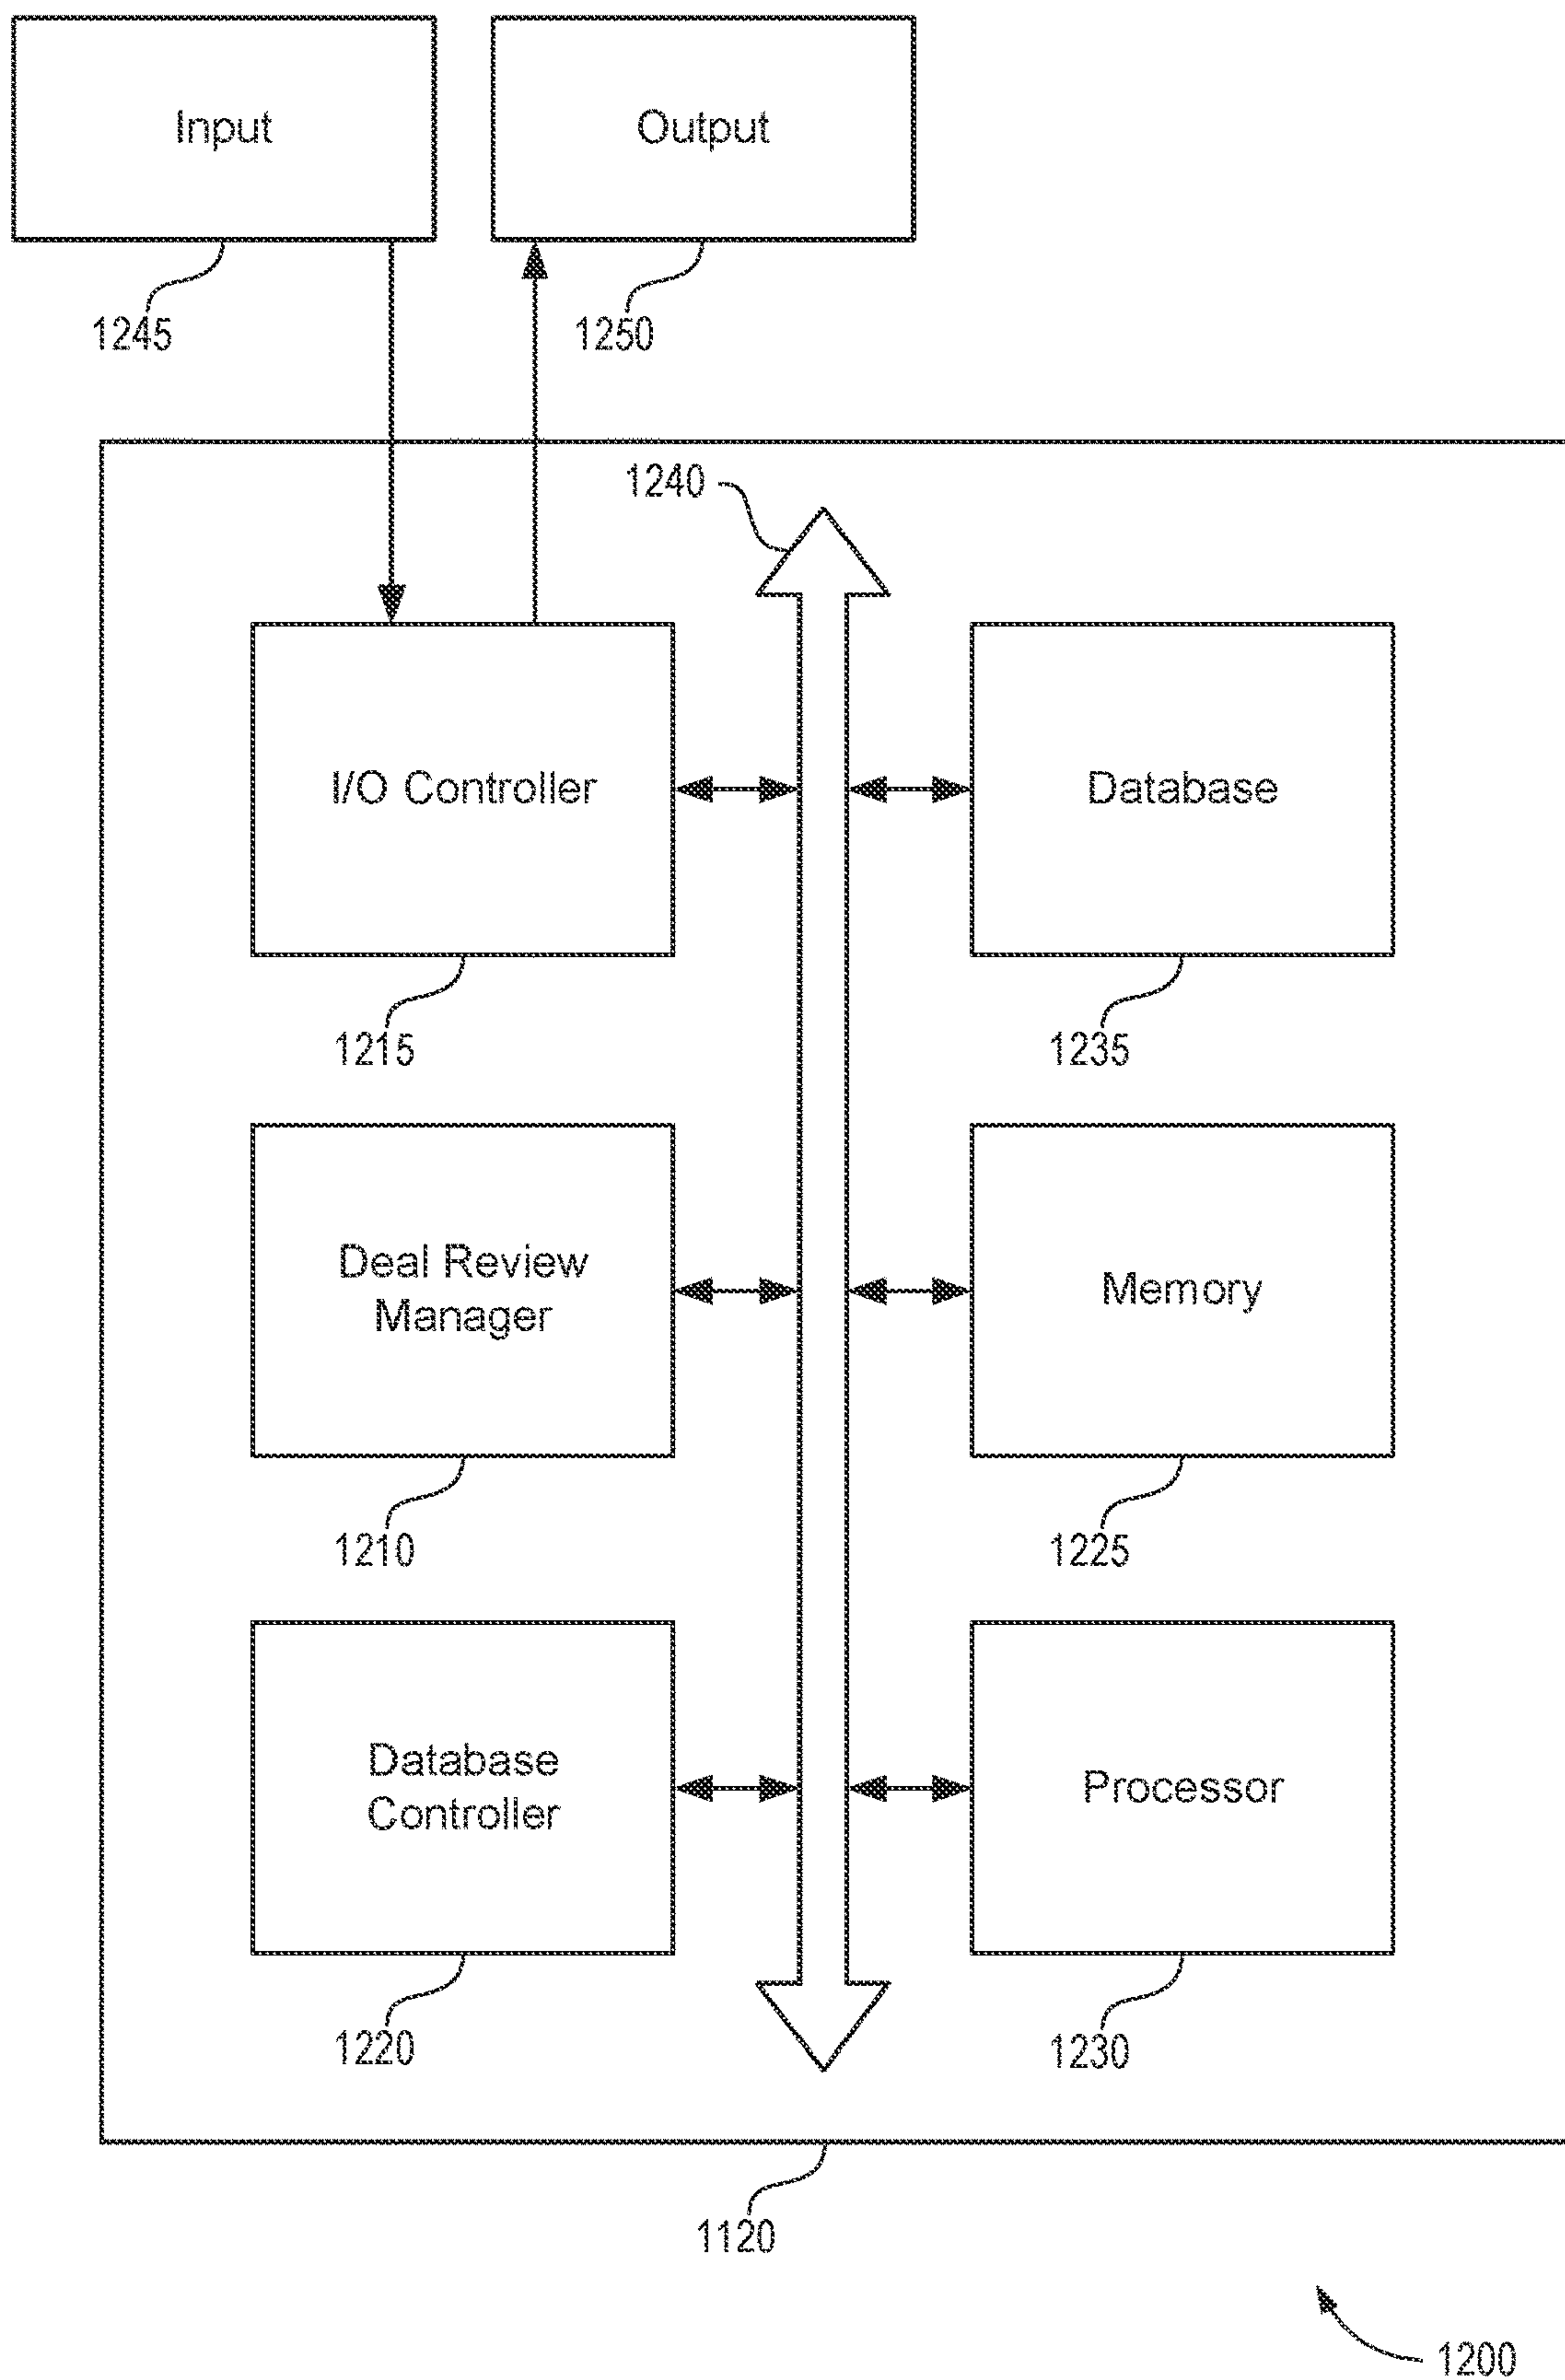 Input
Output
1245
1250
1240
I/O Controller
Database
1215
1235
Deal Review
Manager
Memory
1210
1225
Database
Controller
Processor
1220
1230
1120
1200